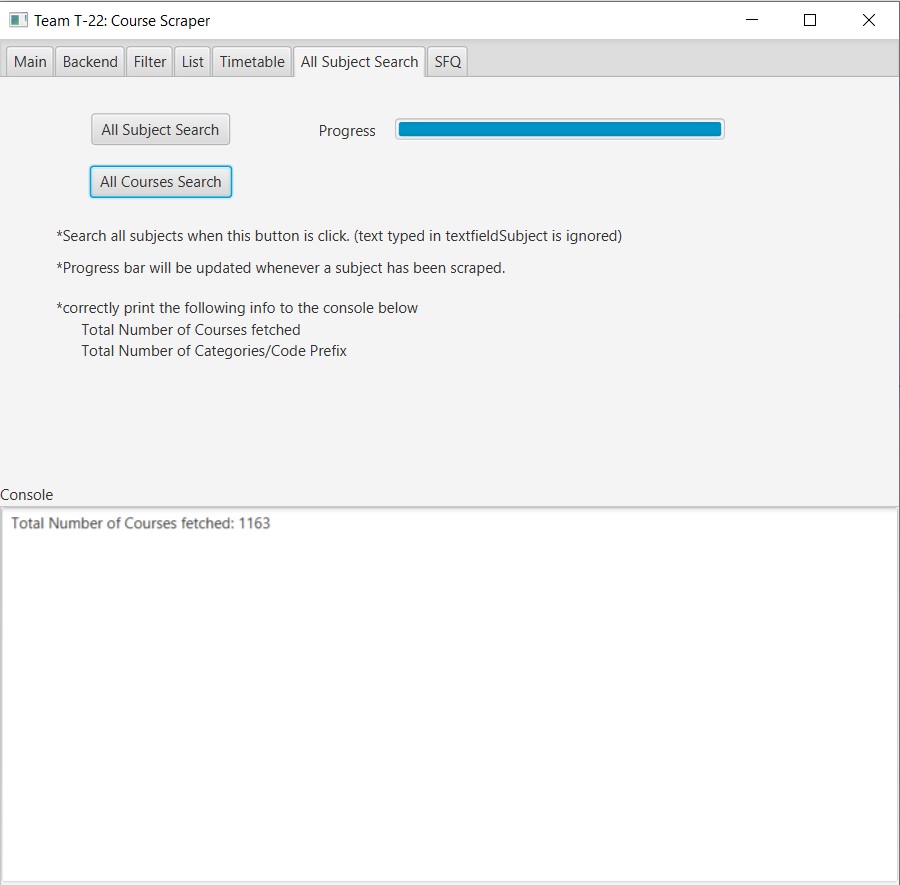 Team T-22: Course Scraper
Main Backend Filter List Timetable All Subject Search SFQ
All Subject Search Progress
All Courses Search
*Search all subjects when this button is click. (text typed in textfieldSubject is ignored)
*Progress bar will be updated whenever a subject has been scraped.
*correctly print the following info to the console below
Total Number of Courses fetched
Total Number of Categories/Code Prefix
Console
Total Number of Courses fetched: 1163